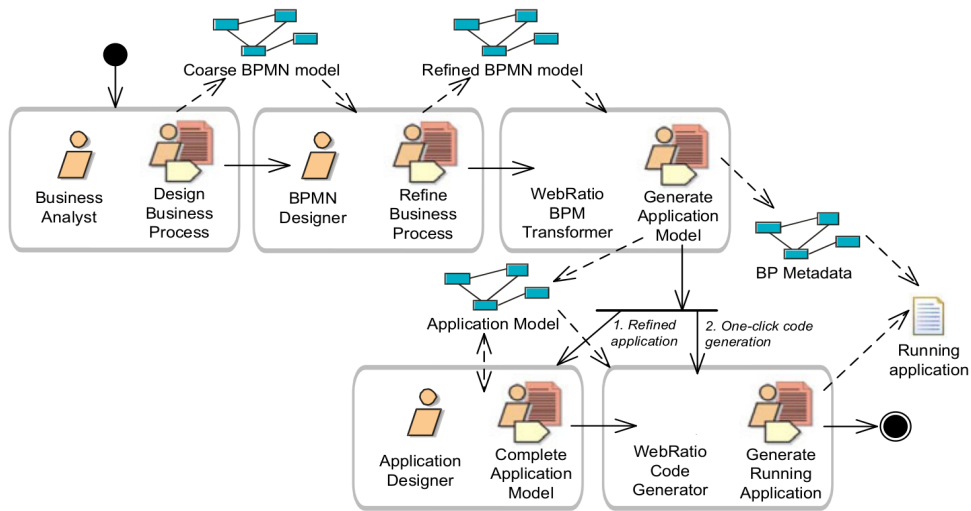 Coarse BPMN model
Refined BPMN model
Business
Analyst
Design
Business
Process
BPMN
Designer
Refine
Business
Process
WebRatio
BPM
Transformer
Generate
Application
Model
BP Metadata
Application Model
1. Refined
application
2. One-click code
generation
Running
application
Application
Designer
Complete
Application
Model
WebRatio
Code
Generator
Generate
Running
Application